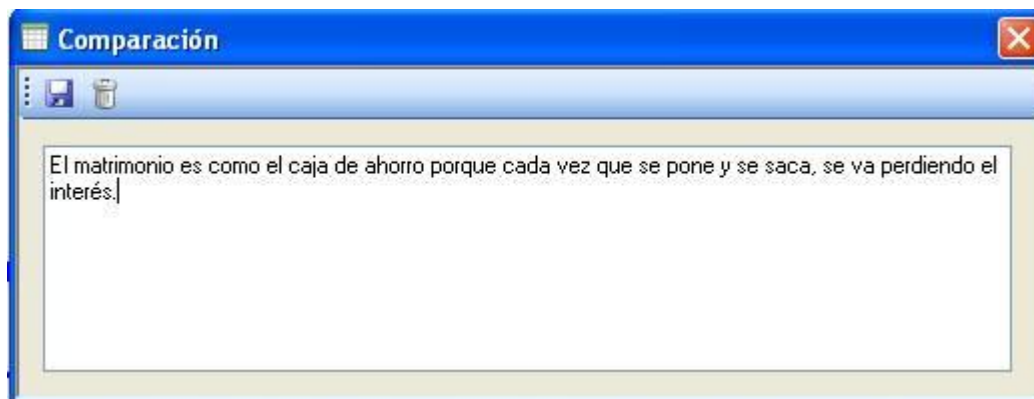 Comparación
El matrimonio es como el caja de ahorro porque cada vez que se pone y se saca, se va perdiendo el
interés.